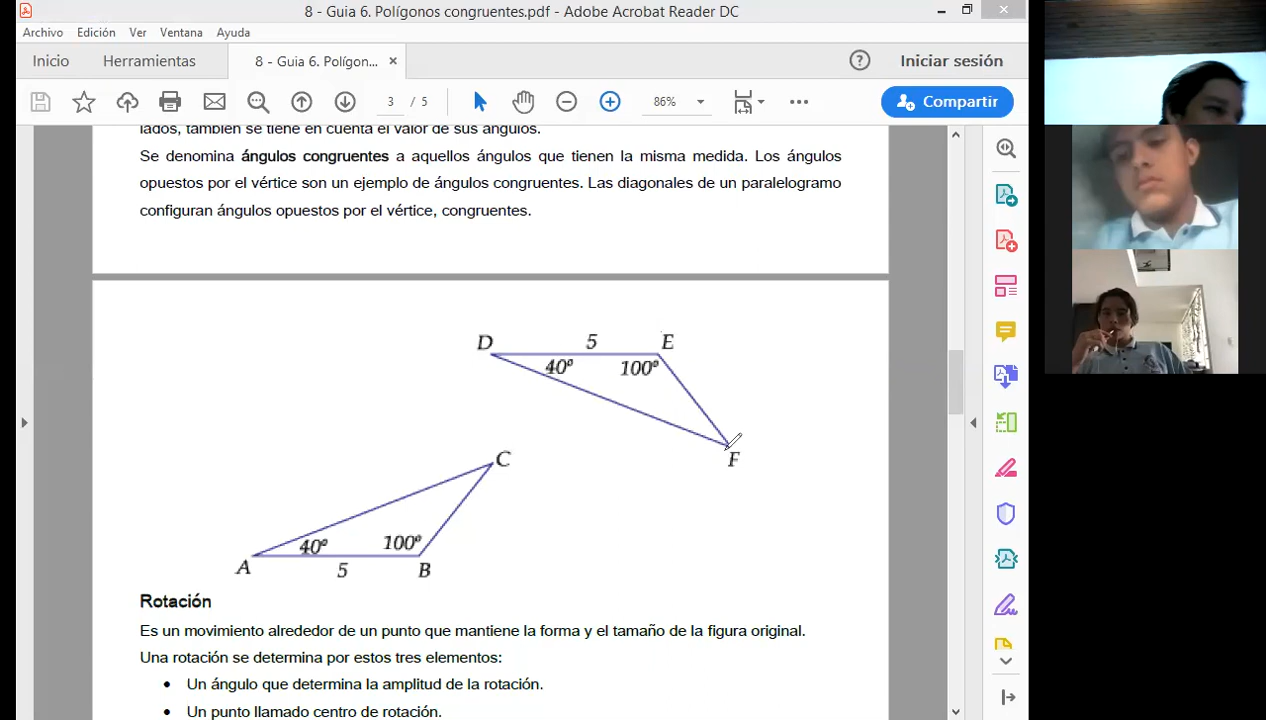 8 - Guia 6. Polígonos congruentes.pdf - Adobe Acrobat Reader DC
Archivo Edición Ver Ventana Ayuda
Inicio Herramientas 8 - Guia 6. Polígon... × Iniciar sesión
3 / 5 86% Compartir
lados, también se tiene en cuenta el valor de sus ángulos.
Se denomina ángulos congruentes a aquellos ángulos que tienen la misma medida. Los ángulos
opuestos por el vértice son un ejemplo de ángulos congruentes. Las diagonales de un paralelogramo
configuran ángulos opuestos por el vértice, congruentes.
D 5 E
40º 100º
F
C
40º 100º
A 5 B
Rotación
Es un movimiento alrededor de un punto que mantiene la forma y el tamaño de la figura original.
Una rotación se determina por estos tres elementos:
• Un ángulo que determina la amplitud de la rotación.
• Un punto llamado centro de rotación.